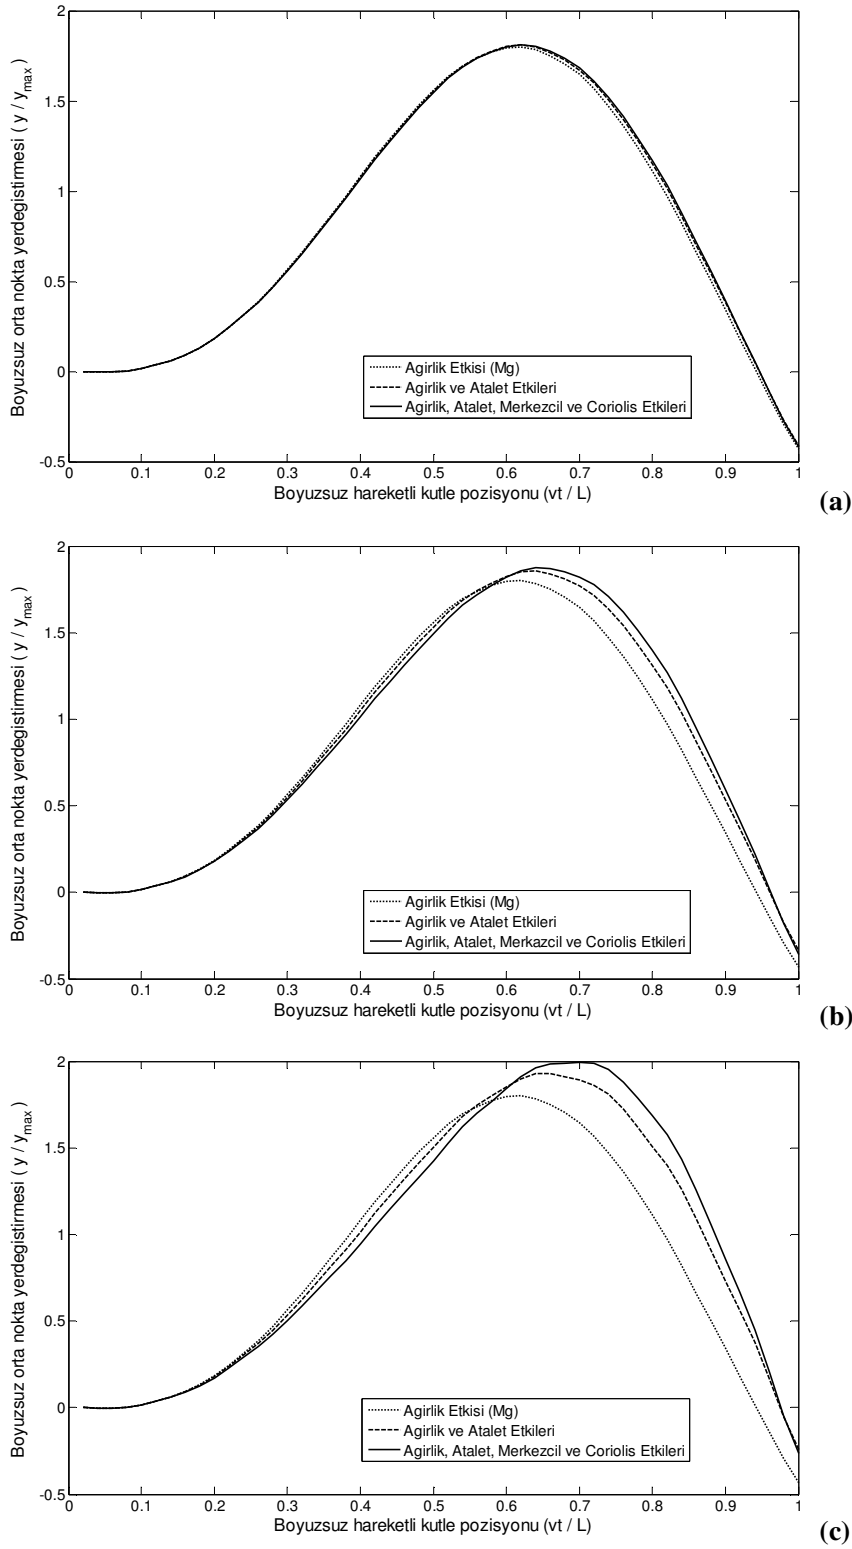 2
1.5
1
0.5
0
-0.5
Boyuzsuz orta nokta yerdegistirmesi ( y / ymax )
Agirlik Etkisi (Mg)
Agirlik ve Atalet Etkileri
Agirlik, Atalet, Merkezcil ve Coriolis Etkileri
0 0.1 0.2 0.3 0.4 0.5 0.6 0.7 0.8 0.9 1
Boyuzsuz hareketli kutle pozisyonu (vt / L)
(a)
2
1.5
1
0.5
0
-0.5
Boyuzsuz orta nokta yerdegistirmesi ( y / ymax )
Agirlik Etkisi (Mg)
Agirlik ve Atalet Etkileri
Agirlik, Atalet, Merkazcil ve Coriolis Etkileri
0 0.1 0.2 0.3 0.4 0.5 0.6 0.7 0.8 0.9 1
Boyuzsuz hareketli kutle pozisyonu (vt / L)
(b)
2
1.5
1
0.5
0
-0.5
Boyuzsuz orta nokta yerdegistirmesi ( y / ymax )
Agirlik Etkisi (Mg)
Agirlik ve Atalet Etkileri
Agirlik, Atalet, Merkezcil ve Coriolis Etkileri
0 0.1 0.2 0.3 0.4 0.5 0.6 0.7 0.8 0.9 1
Boyuzsuz hareketli kutle pozisyonu (vt / L)
(c)